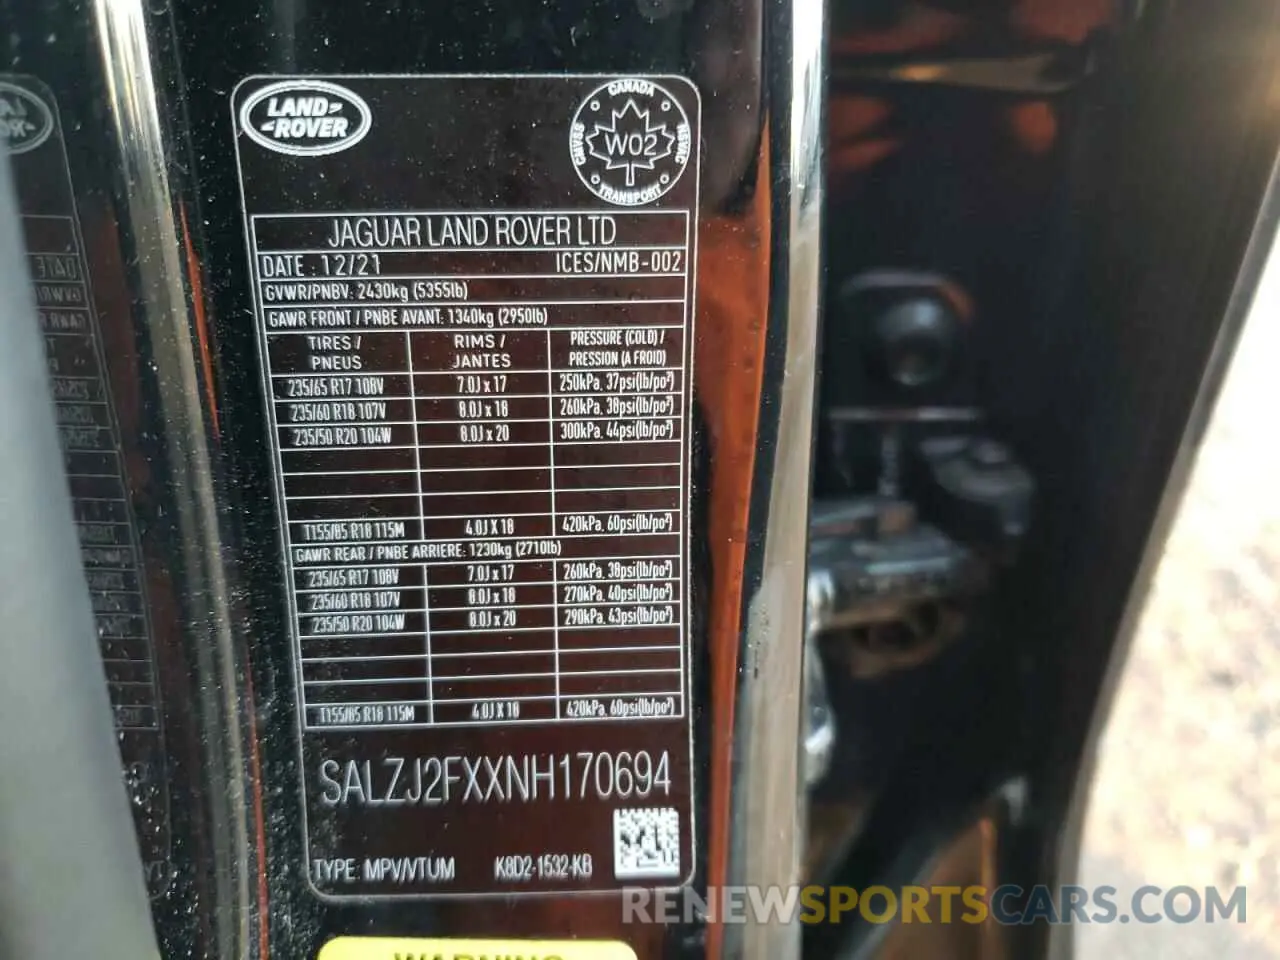 LAND
ROVER
CANADA
CMVSS
NSVAC
W02
TRANSPORT
JAGUAR LAND ROVER LTD
DATE : 12/21 ICES/NMB-002
GVWR/PNBV: 2430kg (5355lb)
GAWR FRONT / PNBE AVANT: 1340kg (2950lb)
TIRES / RIMS / PRESSURE (COLD) /
PNEUS JANTES PRESSION (A FROID)
235/65 R17 108V 7.0J x 17 250kPa, 37psi(lb/po²)
235/60 R18 107V 8.0J x 18 260kPa, 38psi(lb/po²)
235/50 R20 104W 8.0J x 20 300kPa, 44psi(lb/po²)
T155/85 R18 115M 4.0J X 18 420kPa, 60psi(lb/po²)
GAWR REAR / PNBE ARRIERE: 1230kg (2710lb)
235/65 R17 108V 7.0J x 17 260kPa, 38psi(lb/po²)
235/60 R18 107V 8.0J x 18 270kPa, 40psi(lb/po²)
235/50 R20 104W 8.0J x 20 290kPa, 43psi(lb/po²)
T155/85 R18 115M 4.0J X 18 420kPa, 60psi(lb/po²)
SALZJ2FXXNH170694
TYPE: MPV/VTUM K8D2-1532-KB
RENEWSPORTSCARS.COM
WARNING